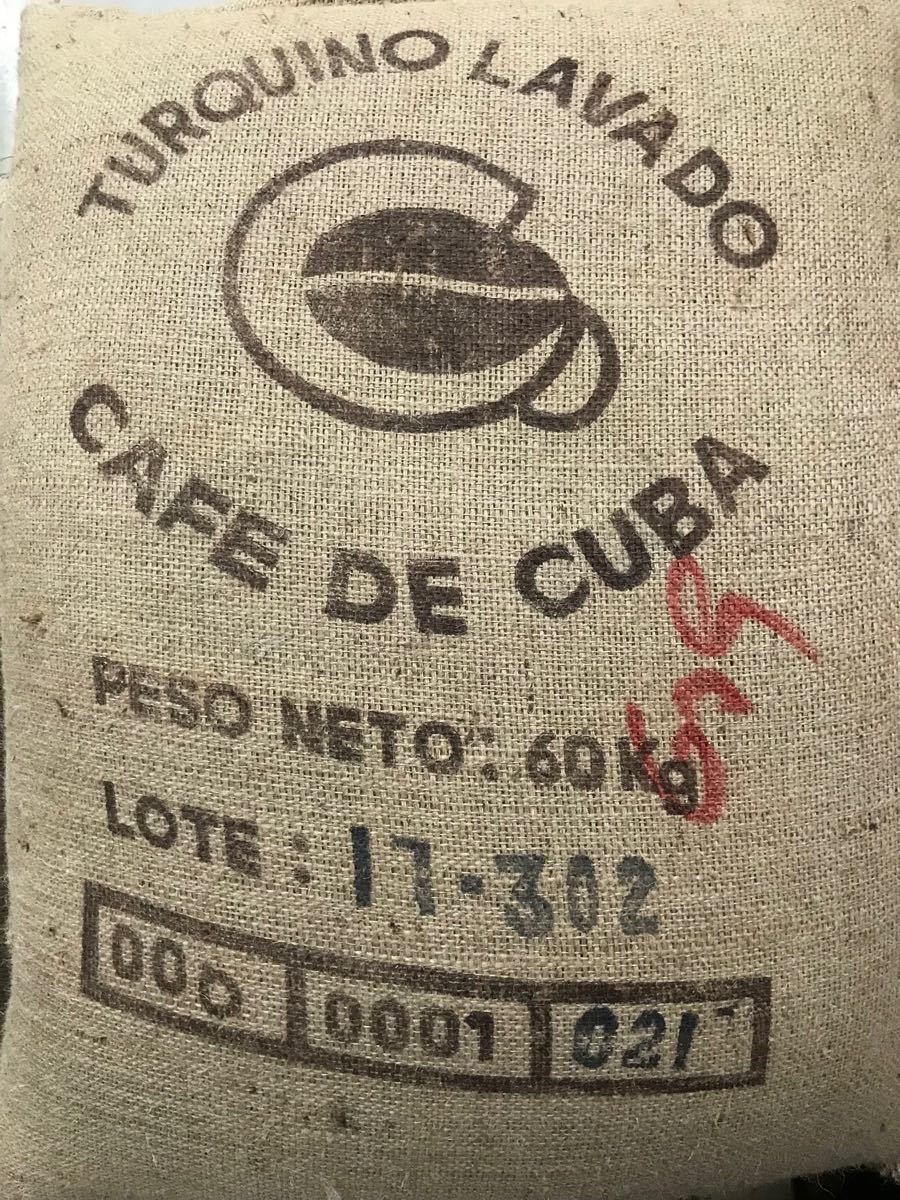 TURQUINO LAVADO
CAFE DE CUBA
PESO NETO: 60 Kg
LOTE : 17-302
000 0001 021